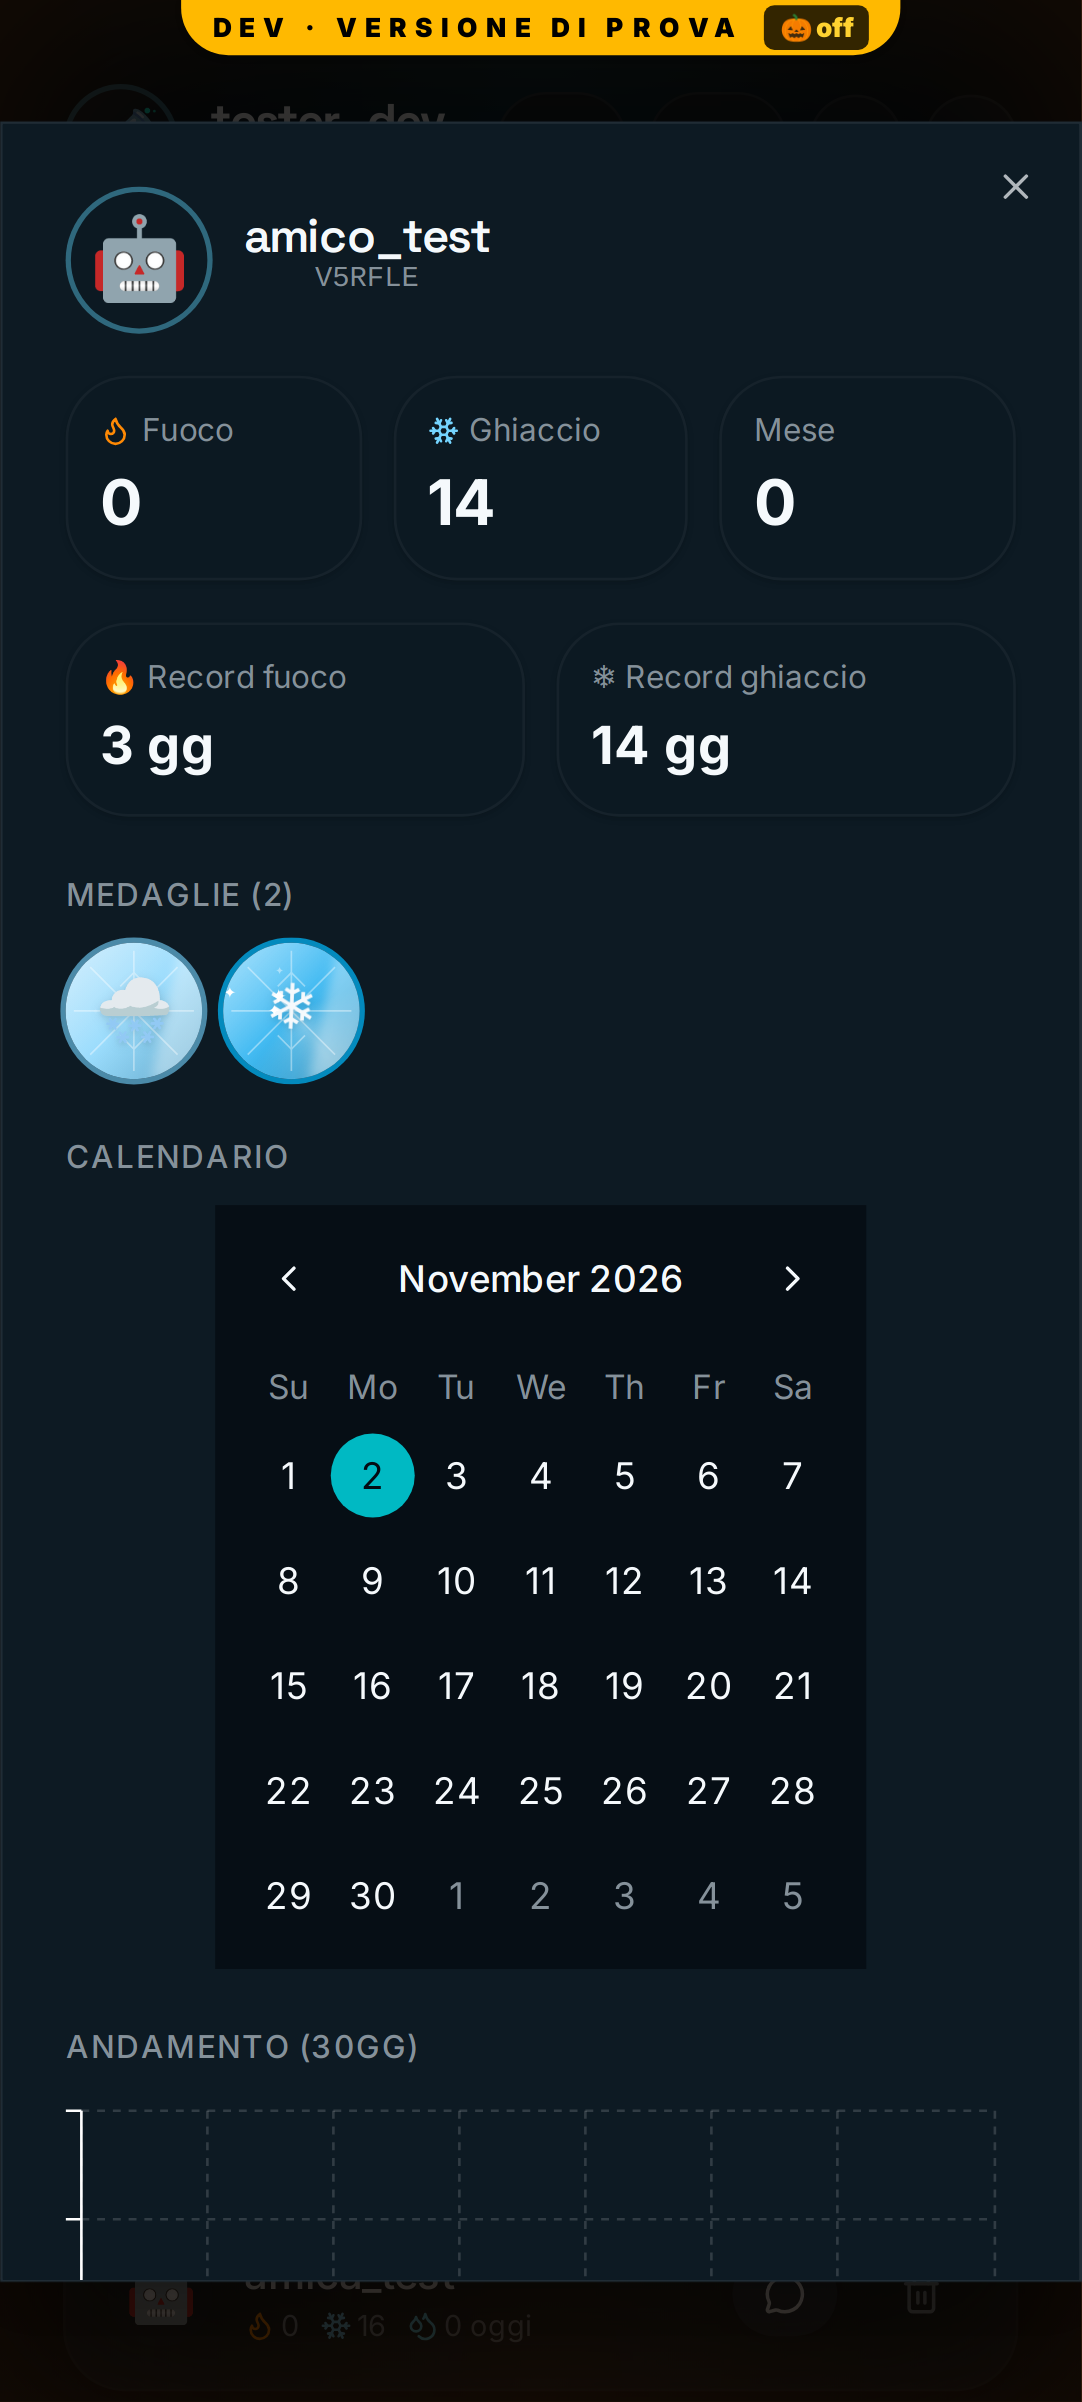 DEV · VERSIONE DI PROVA 🎃 off
tester_dev
amico_test
V5RFLE
Fuoco
Ghiaccio
Mese
0
14
0
🔥 Record fuoco
❄ Record ghiaccio
3 gg
14 gg
MEDAGLIE (2)
CALENDARIO
November 2026
Su Mo Tu We Th Fr Sa
1 2 3 4 5 6 7
8 9 10 11 12 13 14
15 16 17 18 19 20 21
22 23 24 25 26 27 28
29 30 1 2 3 4 5
ANDAMENTO (30GG)
amica_test
0 16 0 oggi